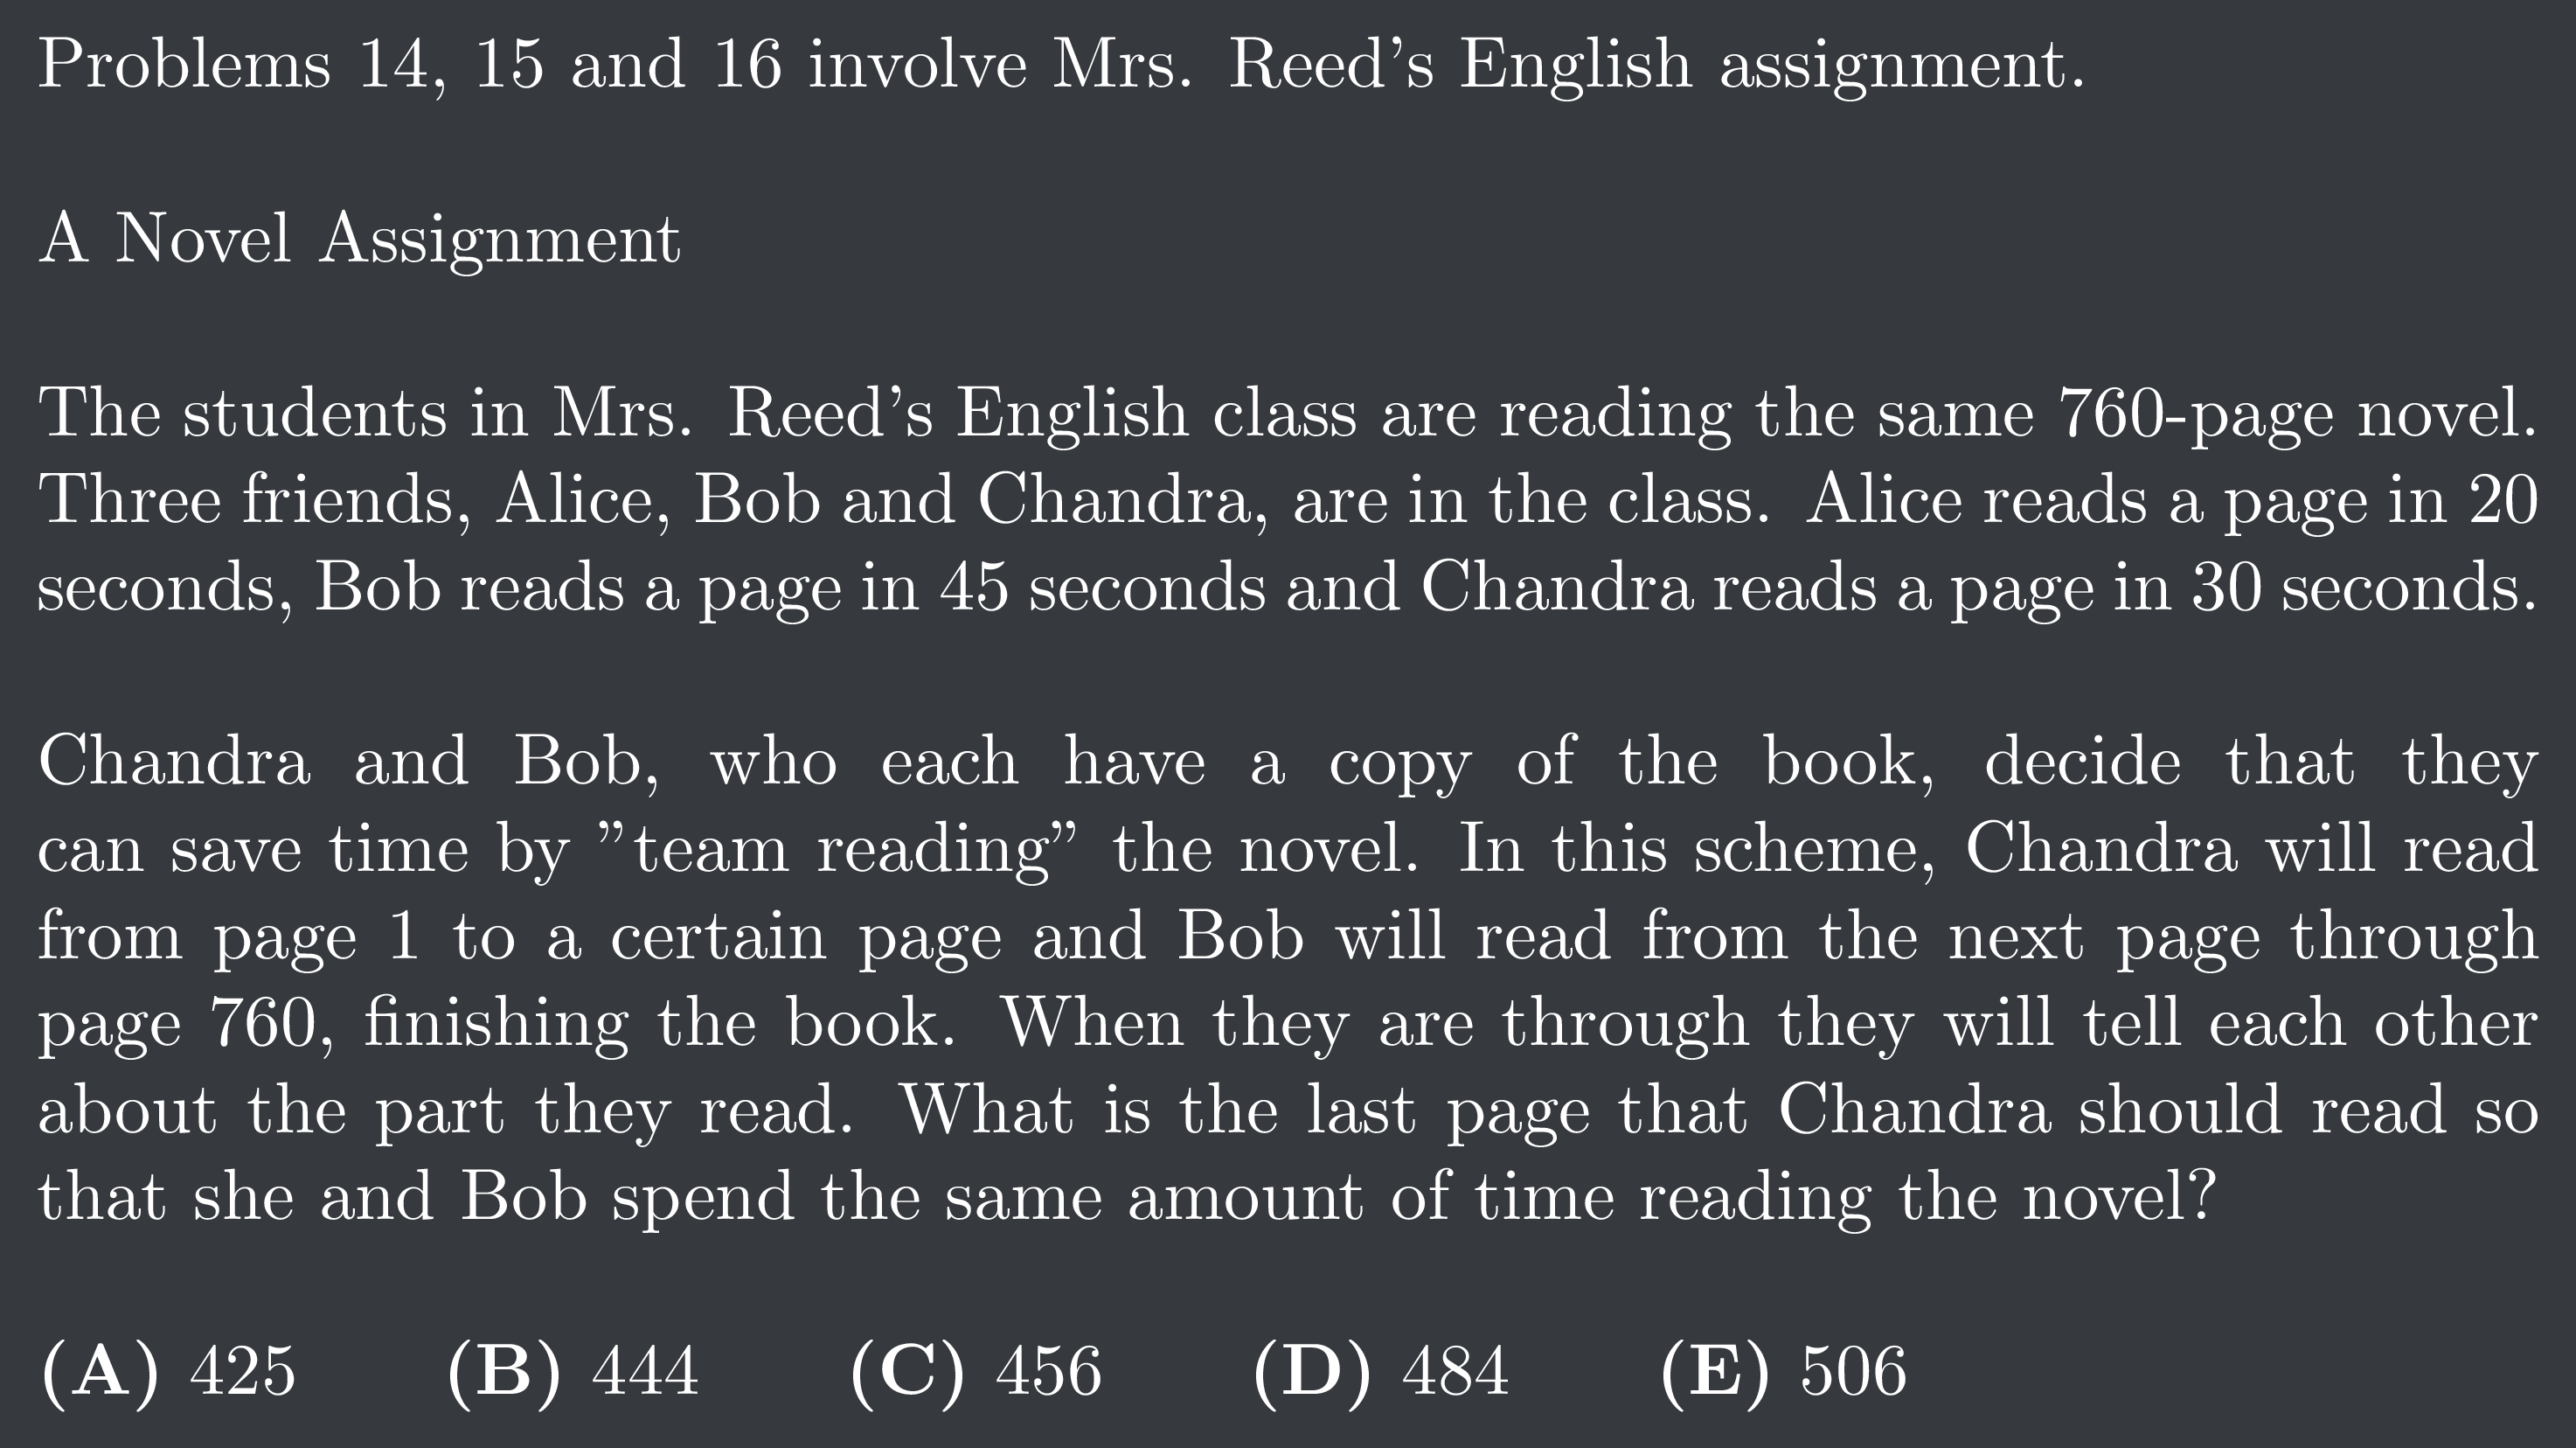 Problems 14, 15 and 16 involve Mrs. Reed's English assignment.
A Novel Assignment
The students in Mrs. Reed's English class are reading the same 760-page novel.
Three friends, Alice, Bob and Chandra, are in the class. Alice reads a page in 20
seconds, Bob reads a page in 45 seconds and Chandra reads a page in 30 seconds.
Chandra and Bob, who each have a copy of the book, decide that they
can save time by ”team reading” the novel. In this scheme, Chandra will read
from page 1 to a certain page and Bob will read from the next page through
page 760, finishing the book. When they are through they will tell each other
about the part they read. What is the last page that Chandra should read so
that she and Bob spend the same amount of time reading the novel?
(A) 425 (B) 444 (C) 456 (D) 484 (E) 506